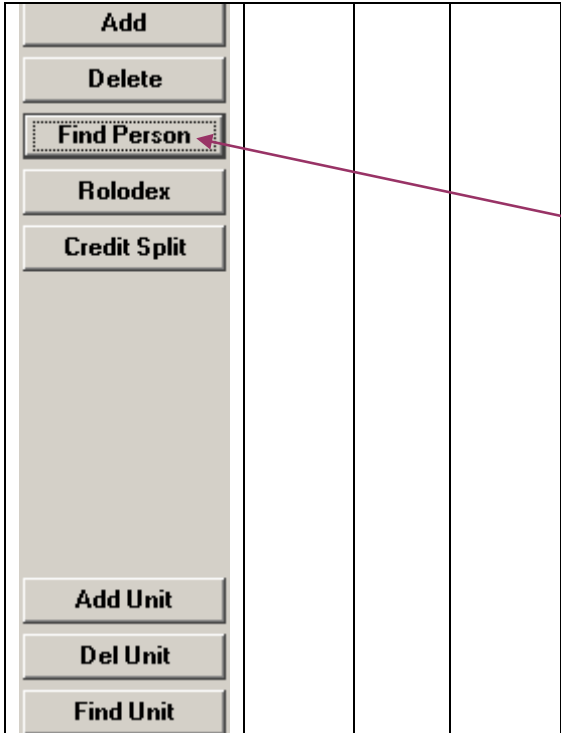 Add
Delete
Find Person
Rolodex
Credit Split
Add Unit
Del Unit
Find Unit